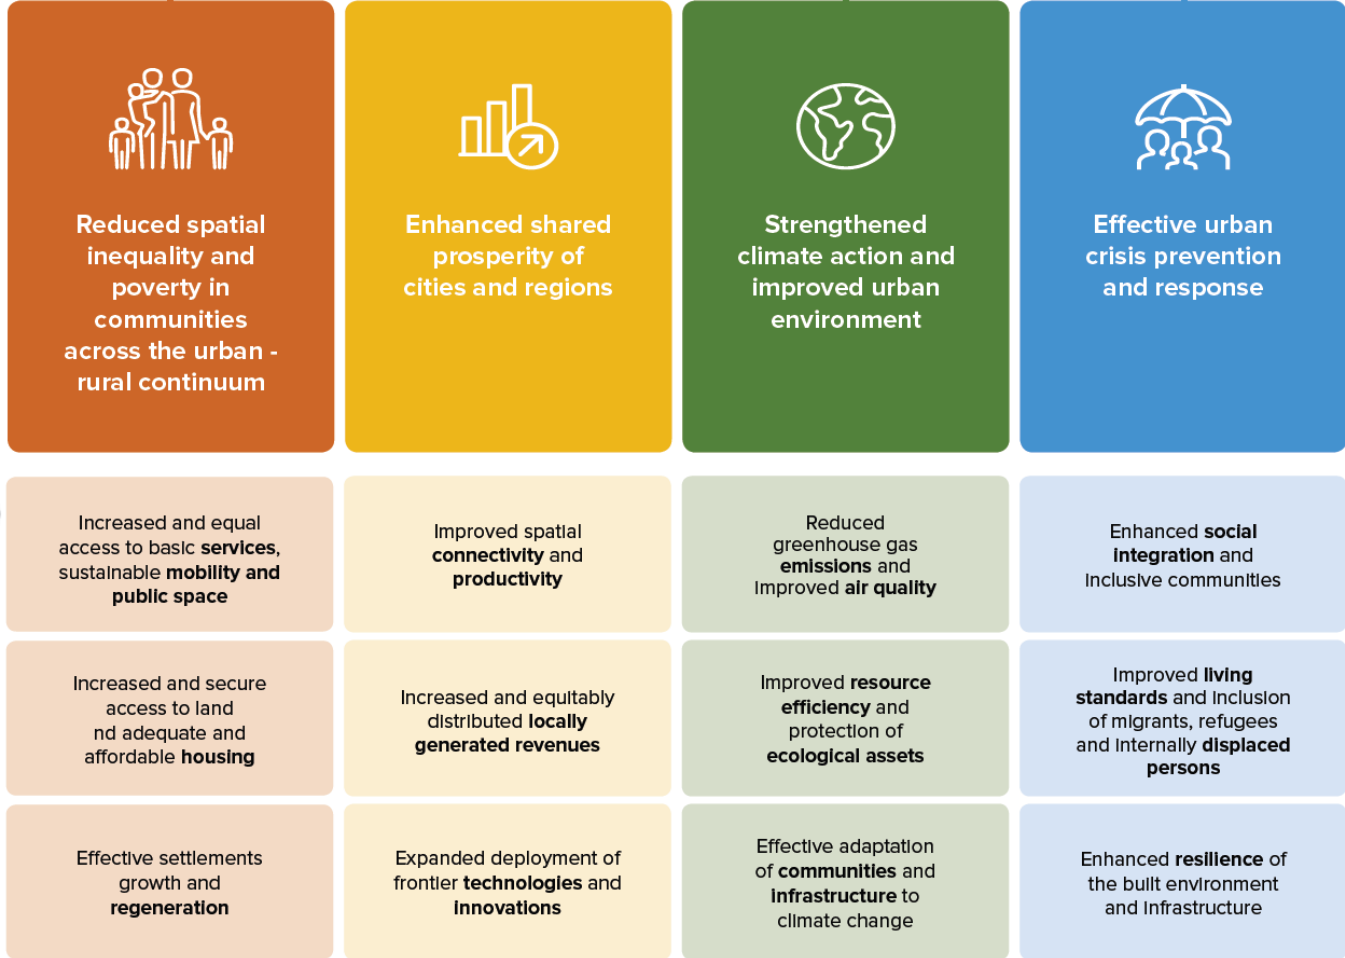 Reduced spatial
inequality and
poverty in
communities
across the urban -
rural continuum
Enhanced shared
prosperity of
cities and regions
Strengthened
climate action and
improved urban
environment
Effective urban
crisis prevention
and response
Increased and equal
access to basic services,
sustainable mobility and
public space
Improved spatial
connectivity and
productivity
Reduced
greenhouse gas
emissions and
improved air quality
Enhanced social
integration and
inclusive communities
Increased and secure
access to land
nd adequate and
affordable housing
Increased and equitably
distributed locally
generated revenues
Improved resource
efficiency and
protection of
ecological assets
Improved living
standards and inclusion
of migrants, refugees
and internally displaced
persons
Effective settlements
growth and
regeneration
Expanded deployment of
frontier technologies and
innovations
Effective adaptation
of communities and
infrastructure to
climate change
Enhanced resilience of
the built environment
and infrastructure